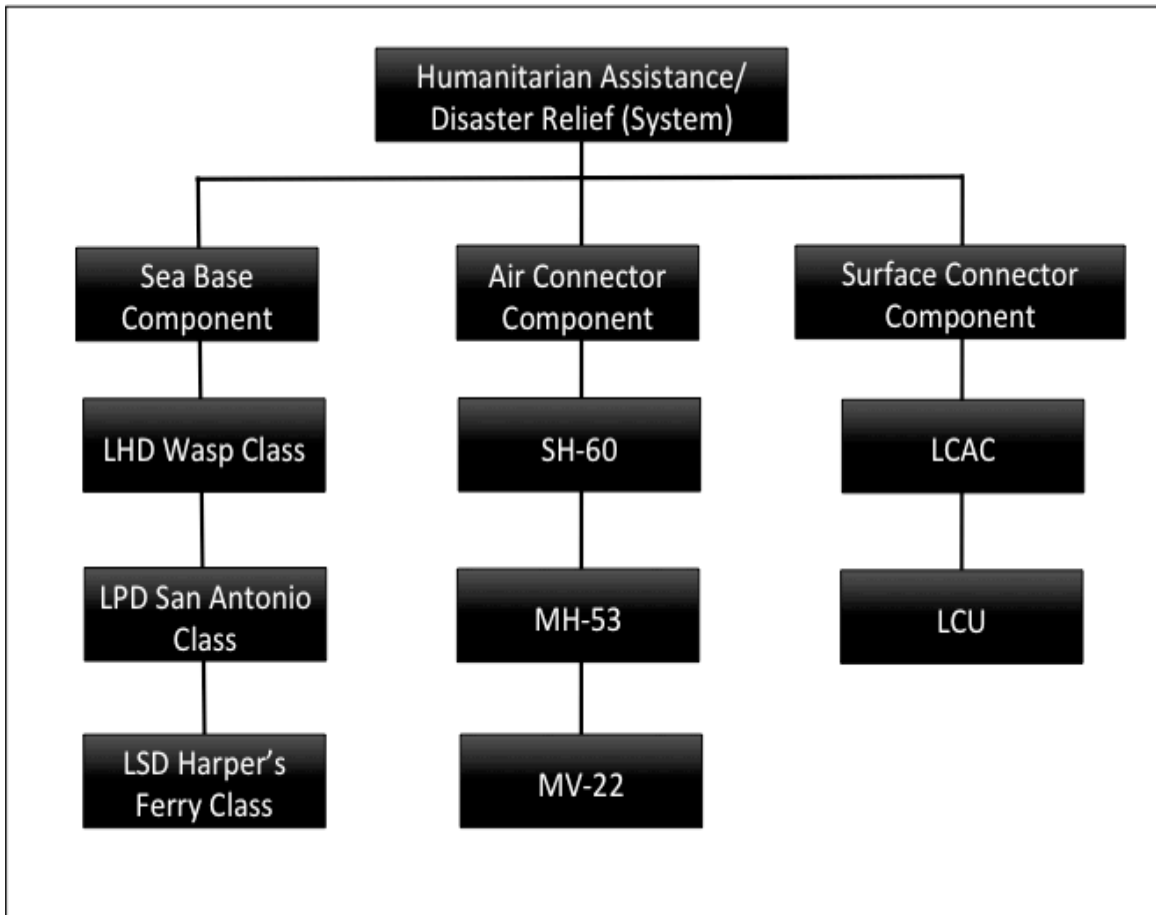 Humanitarian Assistance/
Disaster Relief (System)
Sea Base
Component
Air Connector
Component
Surface Connector
Component
LHD Wasp Class
SH-60
LCAC
LPD San Antonio
Class
MH-53
LCU
LSD Harper’s
Ferry Class
MV-22